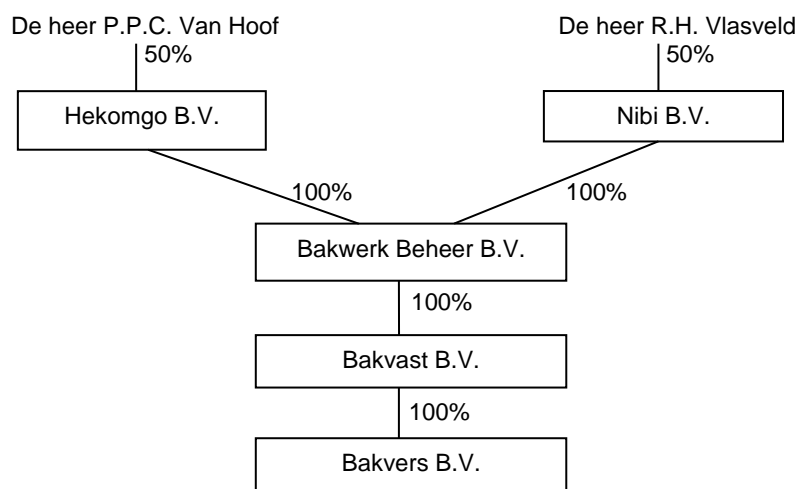 De heer P.P.C. Van Hoof
De heer R.H. Vlasveld
50%
50%
Hekomgo B.V.
Nibi B.V.
100%
100%
Bakwerk Beheer B.V.
100%
Bakvast B.V.
100%
Bakvers B.V.